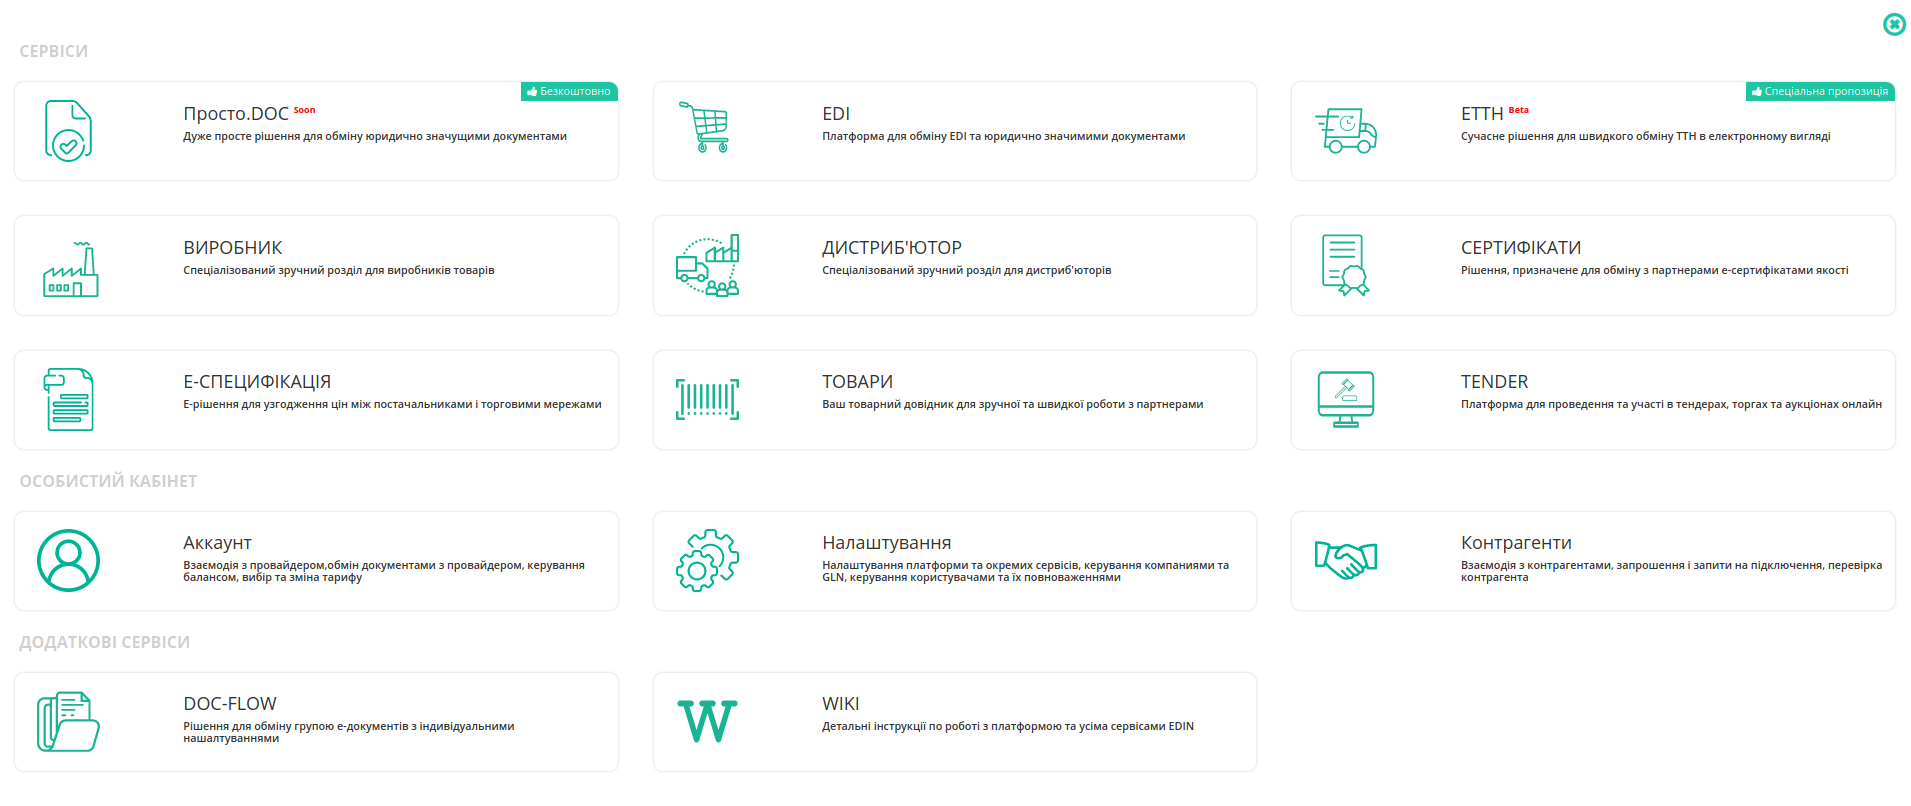 СЕРВІСИ
Безкоштовно
Просто.DOC Soon
Дуже просте рішення для обміну юридично значущими документами
EDI
Платформа для обміну EDI та юридично значимими документами
Спеціальна пропозиція
ЕТТН Beta
Сучасне рішення для швидкого обміну ТТН в електронному вигляді
ВИРОБНИК
Спеціалізований зручний розділ для виробників товарів
ДИСТРИБ'ЮТОР
Спеціалізований зручний розділ для дистриб'юторів
СЕРТИФІКАТИ
Рішення, призначене для обміну з партнерами е-сертифікатами якості
Е-СПЕЦИФІКАЦІЯ
Е-рішення для узгодження цін між постачальниками і торговими мережами
ТОВАРИ
Ваш товарний довідник для зручної та швидкої роботи з партнерами
TENDER
Платформа для проведення та участі в тендерах, торгах та аукціонах онлайн
ОСОБИСТИЙ КАБІНЕТ
Аккаунт
Взаємодія з провайдером,обмін документами з провайдером, керування
балансом, вибір та зміна тарифу
Налаштування
Налаштування платформи та окремих сервісів, керування компаніями та
GLN, керування користувачами та їх повноваженнями
Контрагенти
Взаємодія з контрагентами, запрошення і запити на підключення, перевірка
контрагента
ДОДАТКОВІ СЕРВІСИ
DOC-FLOW
Рішення для обміну групою е-документів з індивідуальними
нашалтуваннями
W
WIKI
Детальні інструкції по роботі з платформою та усіма сервісами EDIN